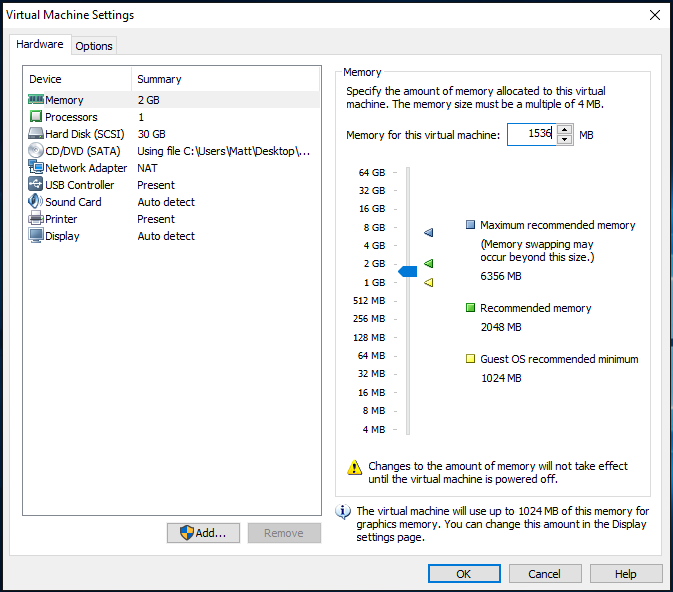 Virtual Machine Settings
Hardware
Options
Device Summary
Memory 2 GB
Processors 1
Hard Disk (SCSI) 30 GB
CD/DVD (SATA) Using file C:\Users\Matt\Desktop\...
Network Adapter NAT
USB Controller Present
Sound Card Auto detect
Printer Present
Display Auto detect
Add...
Remove
Memory
Specify the amount of memory allocated to this virtual
machine. The memory size must be a multiple of 4 MB.
Memory for this virtual machine: 1536 MB
64 GB
32 GB
16 GB
8 GB
4 GB
2 GB
1 GB
512 MB
256 MB
128 MB
64 MB
32 MB
16 MB
8 MB
4 MB
Maximum recommended memory
(Memory swapping may
occur beyond this size.)
6356 MB
Recommended memory
2048 MB
Guest OS recommended minimum
1024 MB
Changes to the amount of memory will not take effect
until the virtual machine is powered off.
The virtual machine will use up to 1024 MB of this memory for
graphics memory. You can change this amount in the Display
settings page.
OK
Cancel
Help